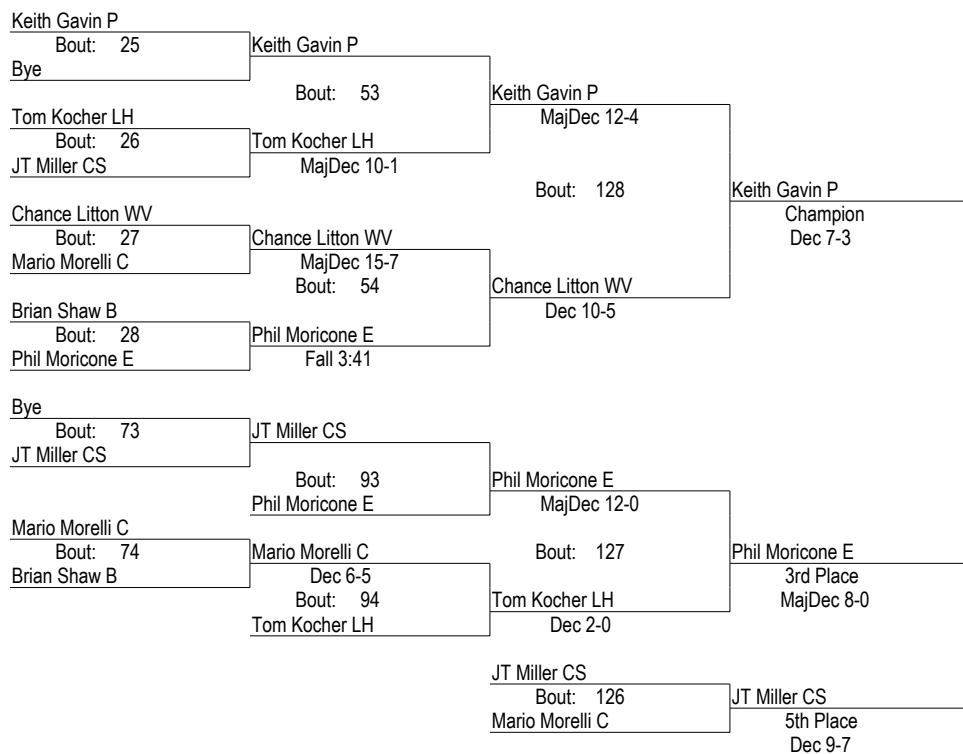 Keith Gavin P
Bout: 25
Keith Gavin P
Bye
Bout: 53
Keith Gavin P
Tom Kocher LH
MajDec 12-4
Bout: 26
Tom Kocher LH
JT Miller CS
MajDec 10-1
Bout: 128
Keith Gavin P
Chance Litton WV
Champion
Bout: 27
Chance Litton WV
Dec 7-3
Mario Morelli C
MajDec 15-7
Bout: 54
Chance Litton WV
Brian Shaw B
Dec 10-5
Bout: 28
Phil Moricone E
Phil Moricone E
Fall 3:41
Bye
Bout: 73
JT Miller CS
JT Miller CS
Bout: 93
Phil Moricone E
Phil Moricone E
MajDec 12-0
Mario Morelli C
Bout: 74
Mario Morelli C
Bout: 127
Phil Moricone E
Brian Shaw B
Dec 6-5
3rd Place
Bout: 94
Tom Kocher LH
MajDec 8-0
Tom Kocher LH
Dec 2-0
JT Miller CS
Bout: 126
JT Miller CS
Mario Morelli C
5th Place
Dec 9-7